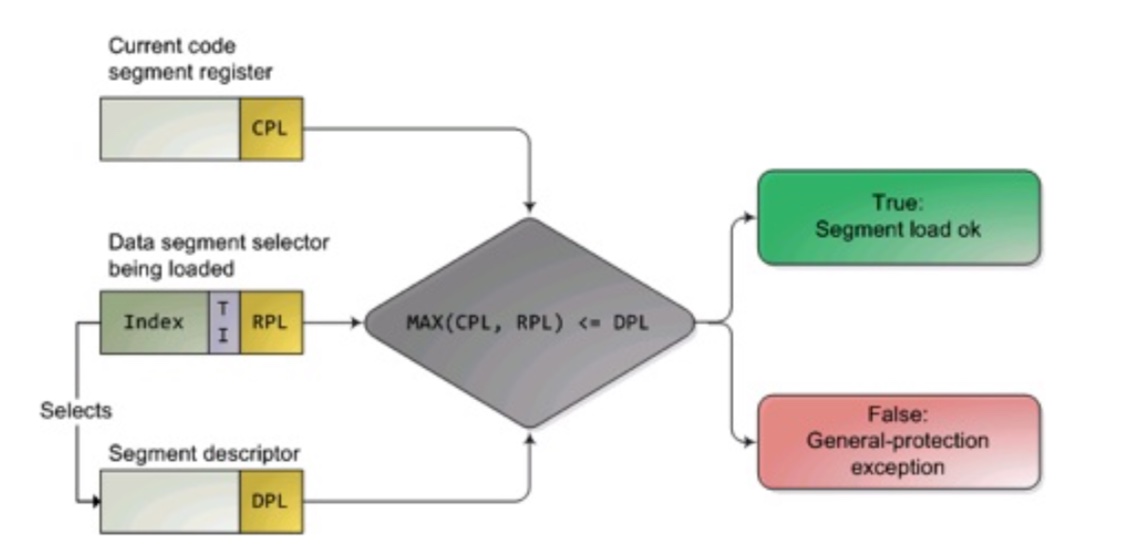 Current code
segment register
CPL
Data segment selector
being loaded
Index
T
I
RPL
Selects
Segment descriptor
DPL
MAX(CPL, RPL) <= DPL
True:
Segment load ok
False:
General-protection
exception